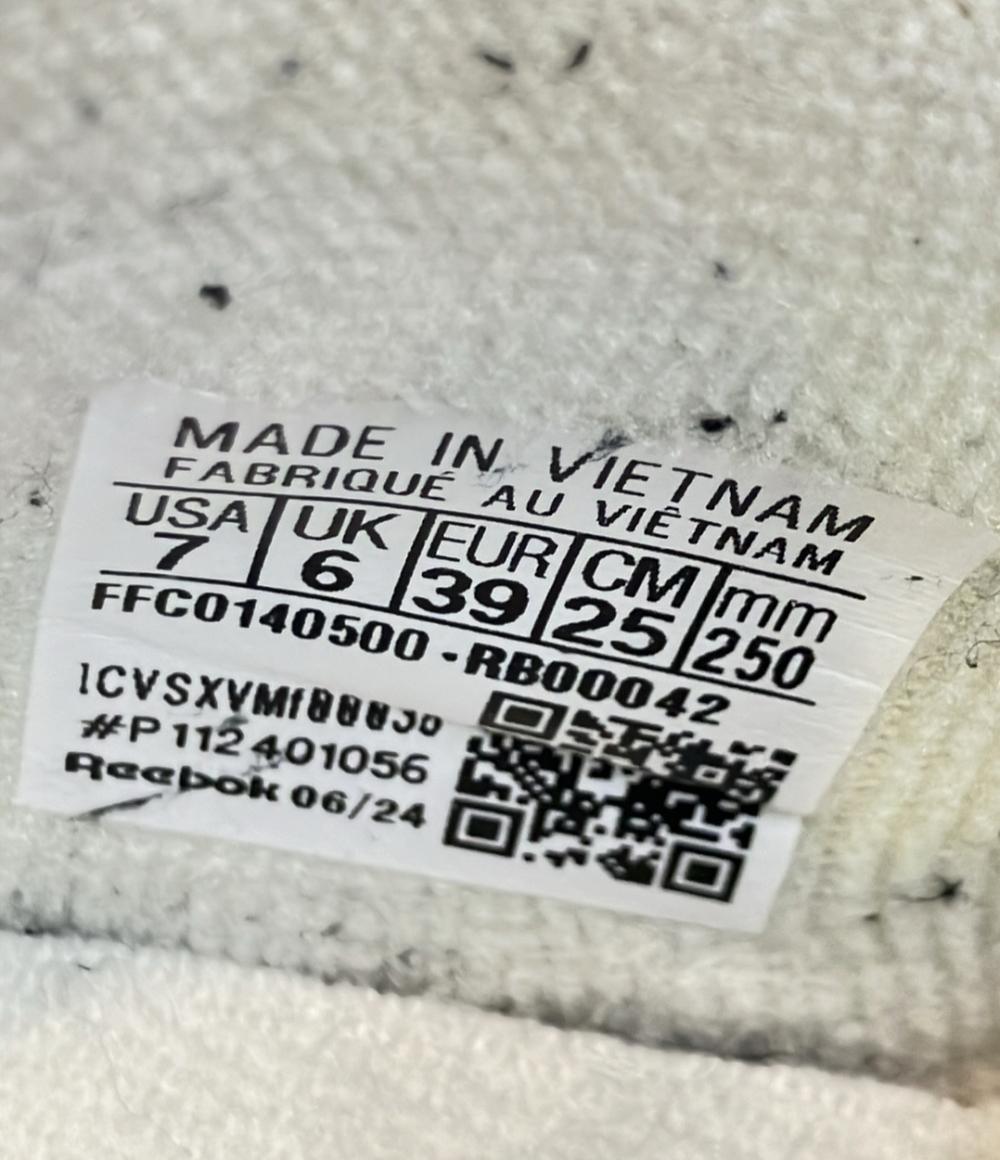 MADE IN VIETNAM
FABRIQUÉ AU VIÊTNAM
USA UK EUR CM mm
7 6 39 25 250
FFC0140500 -RB00042
#P112401056
Reebok 06/24